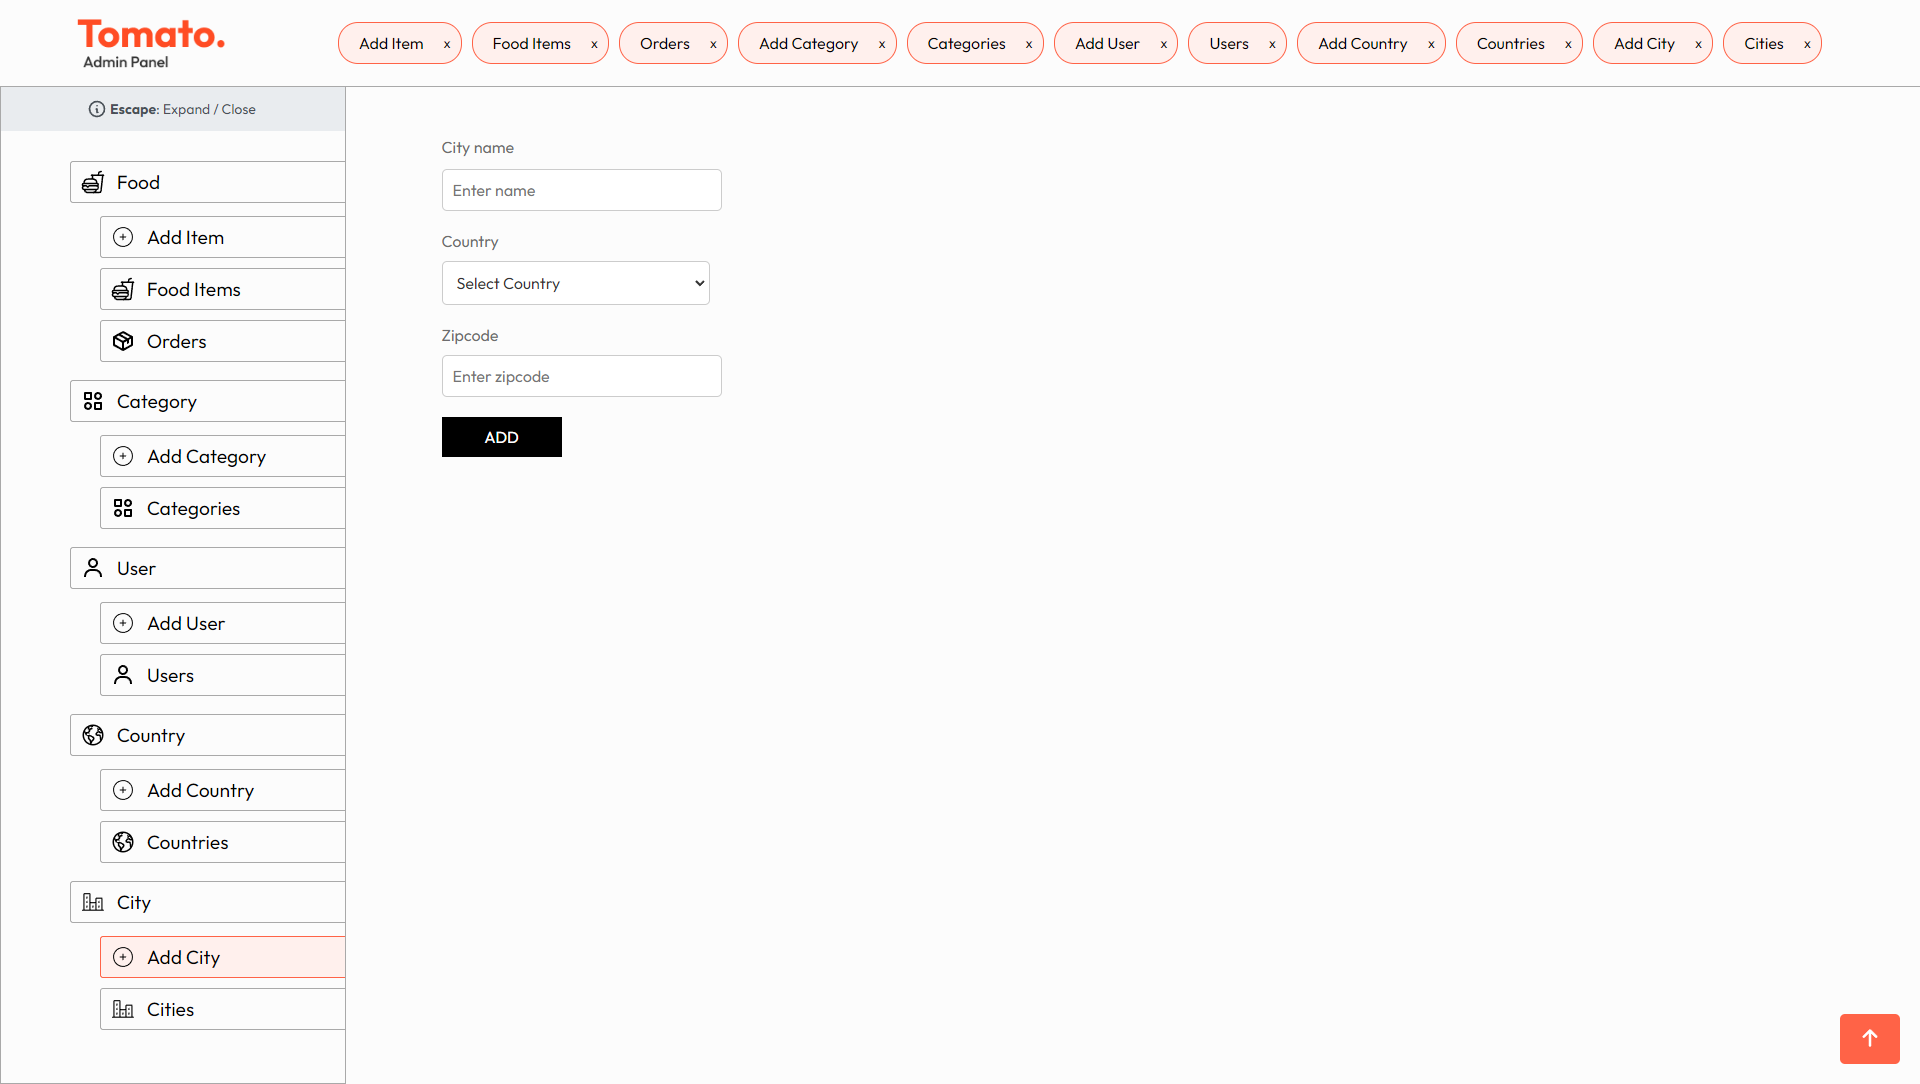 Tomato.
Admin Panel
Add Item x Food Items x Orders x Add Category x Categories x Add User x Users x Add Country x Countries x Add City x Cities x
Escape: Expand / Close
Food
Add Item
Food Items
Orders
Category
Add Category
Categories
User
Add User
Users
Country
Add Country
Countries
City
Add City
Cities
City name
Enter name
Country
Select Country
Zipcode
Enter zipcode
ADD